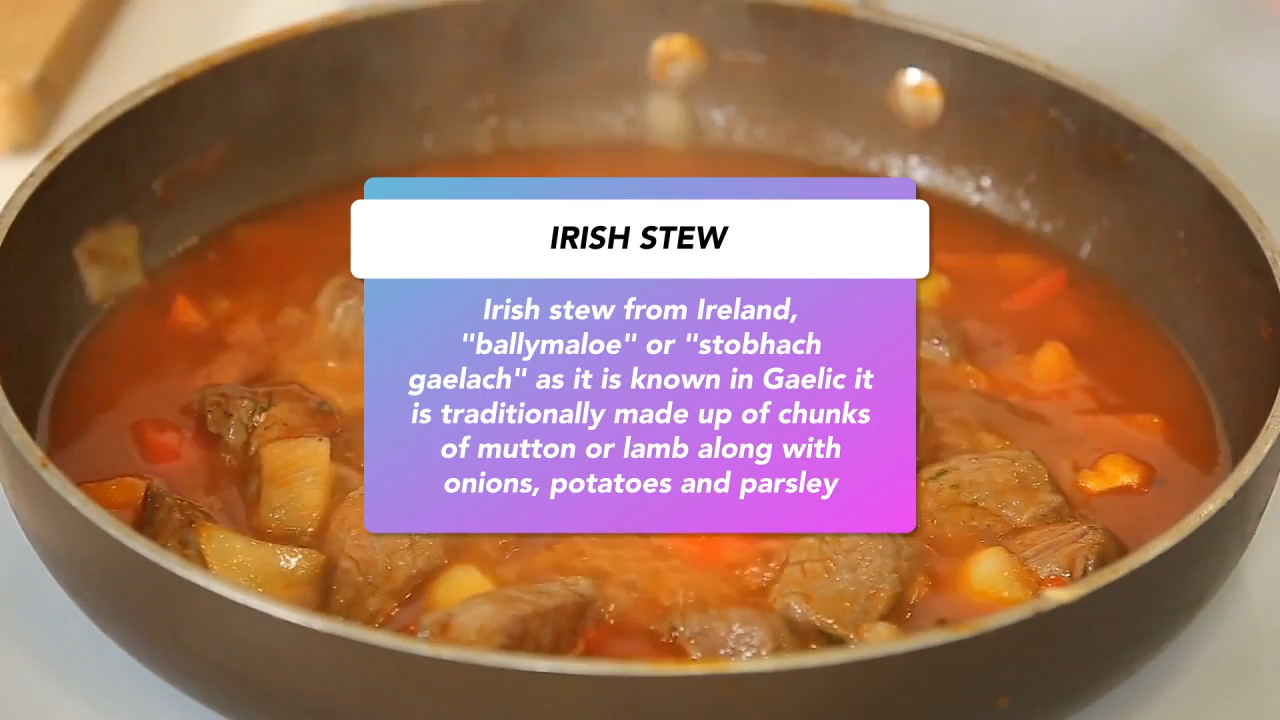 IRISH STEW
Irish stew from Ireland,
"ballymaloe" or "stobhach
gaelach" as it is known in Gaelic it
is traditionally made up of chunks
of mutton or lamb along with
onions, potatoes and parsley